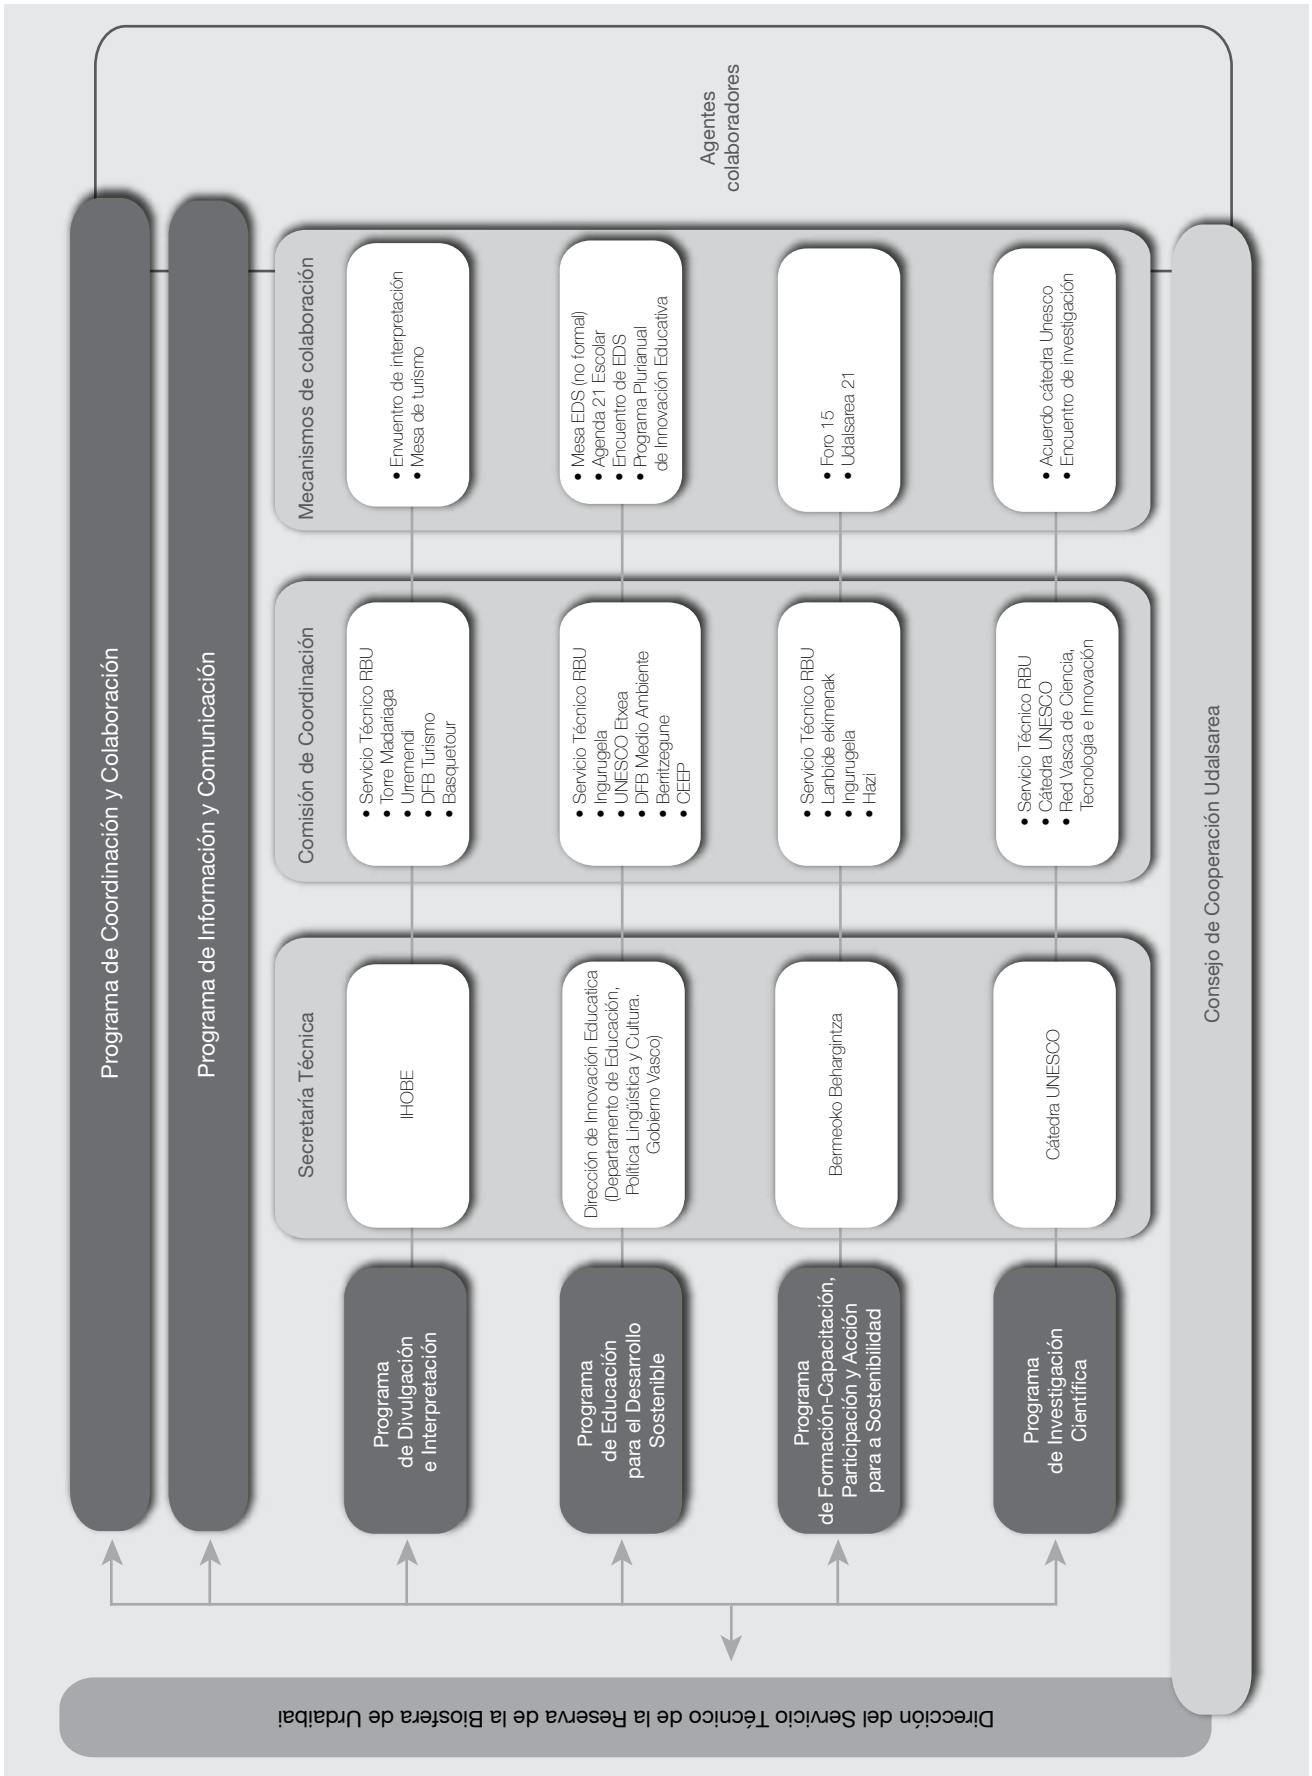 Dirección del Servicio Técnico de la Reserva de la Biosfera de Urdaibai
Programa de Coordinación y Colaboración
Programa de Información y Comunicación
Secretaría Técnica
Comisión de Coordinación
Mecanismos de colaboración
Agentes
colaboradores
Programa
de Divulgación
e Interpretación
IHOBE
• Servicio Técnico RBU
• Torre Madariaga
• Urremendi
• DFB Turismo
• Basquetour
• Envuentro de interpretación
• Mesa de turismo
Programa
de Educación
para el Desarrollo
Sostenible
Dirección de Innovación Educatica
(Departamento de Educación,
Política Lingüística y Cultura.
Gobierno Vasco)
• Servicio Técnico RBU
• Ingurugela
• UNESCO Etxea
• DFB Medio Ambiente
• Berritzegune
• CEEP
• Mesa EDS (no formal)
• Agenda 21 Escolar
• Encuentro de EDS
• Programa Plurianual
de Innovación Educativa
Programa
de Formación-Capacitación,
Participación y Acción
para a Sostenibilidad
Bermeoko Behargintza
• Servicio Técnico RBU
• Lanbide ekimenak
• Ingurugela
• Hazi
• Foro 15
• Udalsarea 21
Programa
de Investigación
Científica
Cátedra UNESCO
• Servicio Técnico RBU
• Cátedra UNESCO
• Red Vasca de Ciencia,
Tecnología e Innovación
• Acuerdo cátedra Unesco
• Encuentro de investigación
Consejo de Cooperación Udalsarea